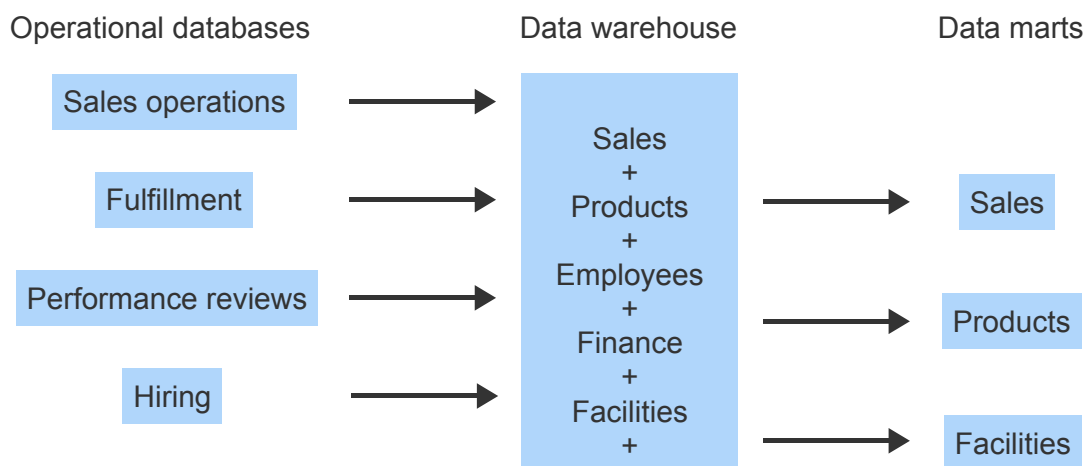 Operational databases
Data warehouse
Data marts
Sales operations
Fulfillment
Performance reviews
Hiring
Sales
+
Products
+
Employees
+
Finance
+
Facilities
+
Sales
Products
Facilities